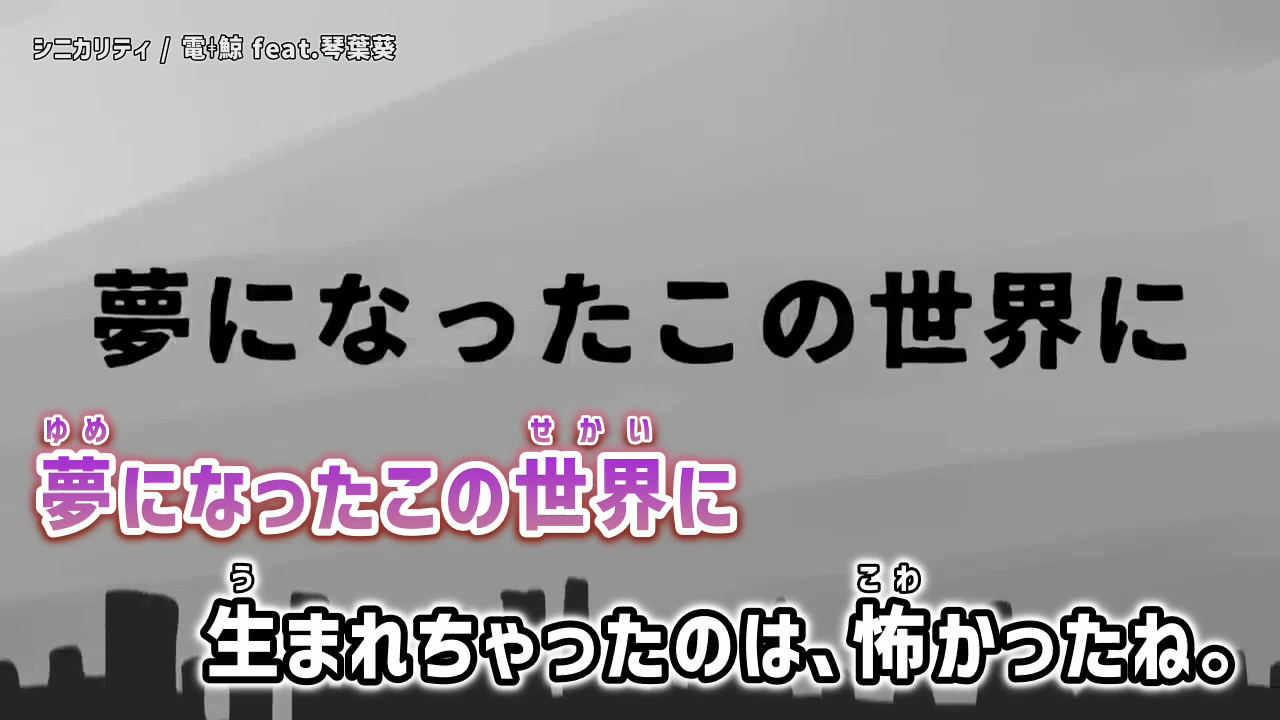 シニカリティ / 電†鯨 feat.琴葉葵
夢になったこの世界に
ゆめ せかい
夢になったこの世界に
う こわ
生まれちゃったのは、怖かったね。